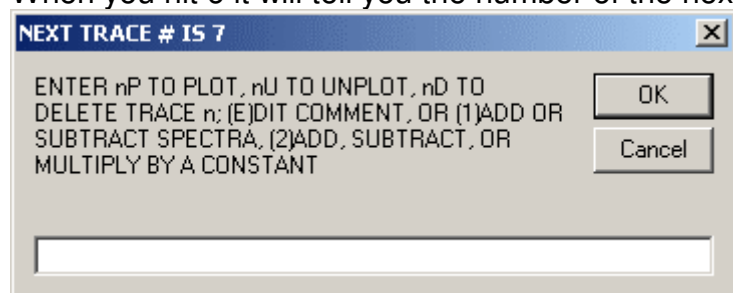 When you hit 6 it will tell you the number of the nex
NEXT TRACE # IS 7
ENTER nP TO PLOT, nU TO UNPLOT, nD TO
DELETE TRACE n; (E)DIT COMMENT, OR (1)ADD OR
SUBTRACT SPECTRA, (2)ADD, SUBTRACT, OR
MULTIPLY BY A CONSTANT
OK
Cancel